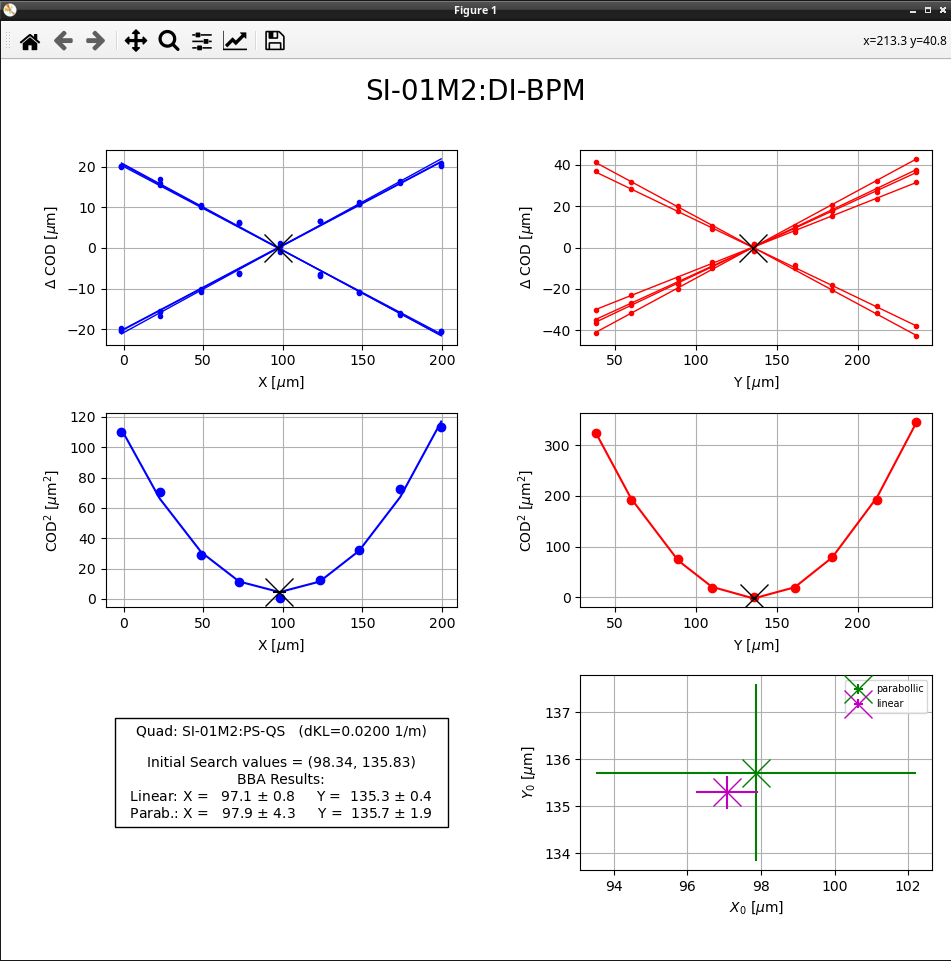 Figure 1
x=213.3 y=40.8
SI-01M2:DI-BPM
20
10
0
−10
−20
Δ COD [μm]
0 50 100 150 200
X [μm]
40
20
0
−20
−40
Δ COD [μm]
50 100 150 200
Y [μm]
120
100
80
60
40
20
0
COD² [μm²]
0 50 100 150 200
X [μm]
300
200
100
0
COD² [μm²]
50 100 150 200
Y [μm]
Quad: SI-01M2:PS-QS (dKL=0.0200 1/m)
Initial Search values = (98.34, 135.83)
BBA Results:
Linear: X = 97.1 ± 0.8 Y = 135.3 ± 0.4
Parab.: X = 97.9 ± 4.3 Y = 135.7 ± 1.9
parabollic
linear
137
136
135
134
Y₀ [μm]
94 96 98 100 102
X₀ [μm]